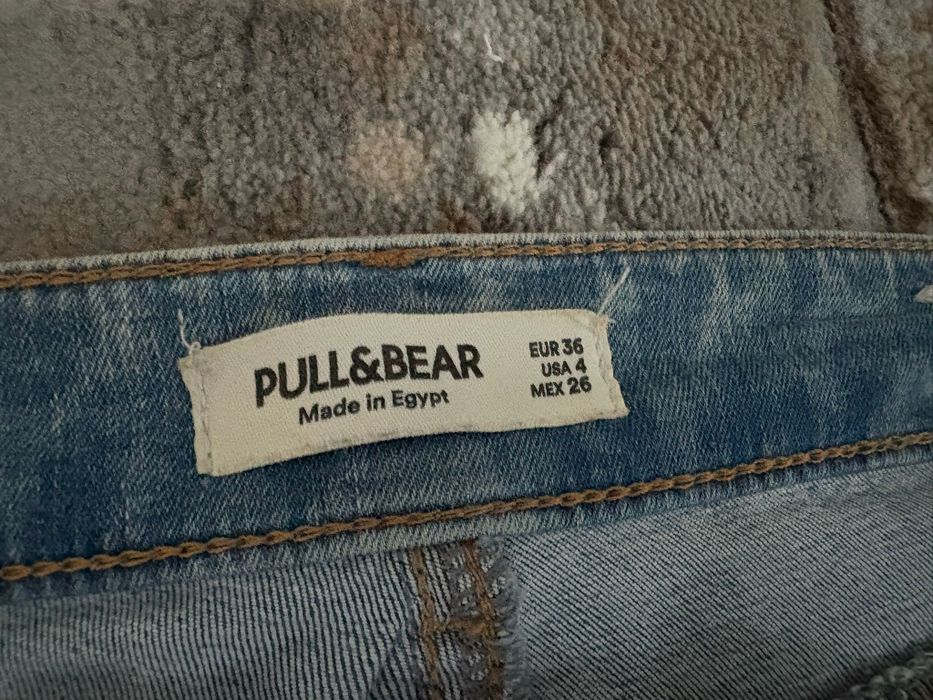 PULL&BEAR
Made in Egypt
EUR 36
USA 4
MEX 26